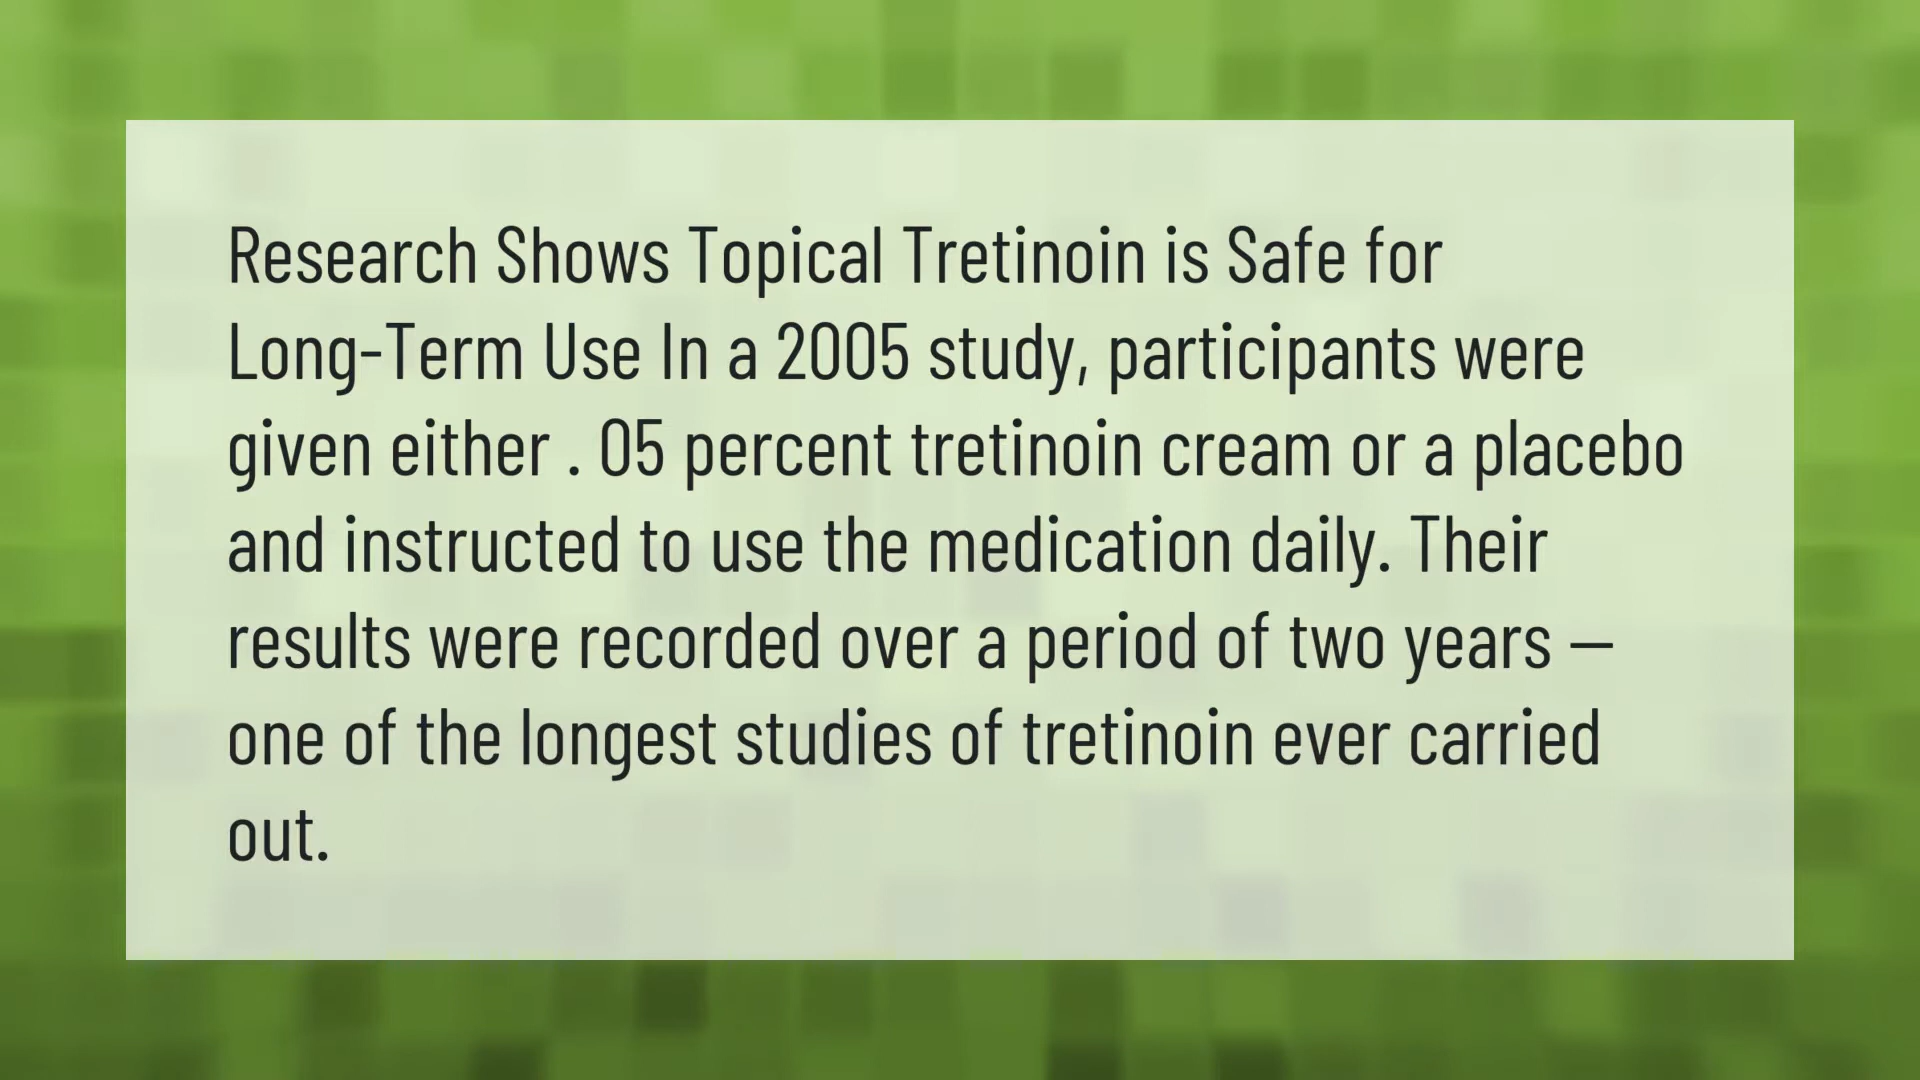 Research Shows Topical Tretinoin is Safe for
Long-Term Use In a 2005 study, participants were
given either . 05 percent tretinoin cream or a placebo
and instructed to use the medication daily. Their
results were recorded over a period of two years —
one of the longest studies of tretinoin ever carried
out.